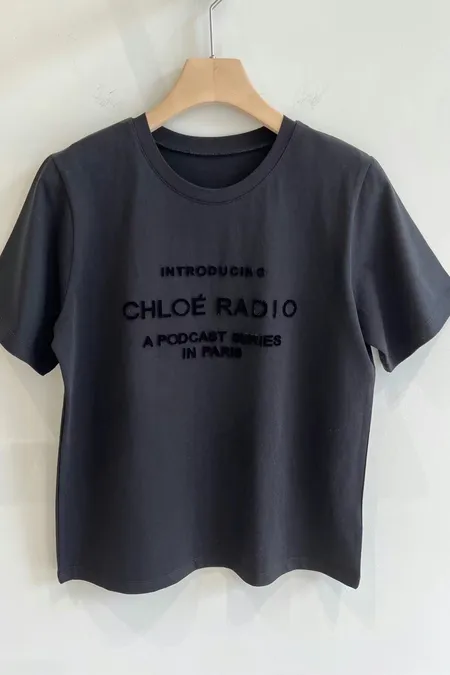 INTRODUCING
CHLOÉ RADIO
A PODCAST SERIES
IN PARIS